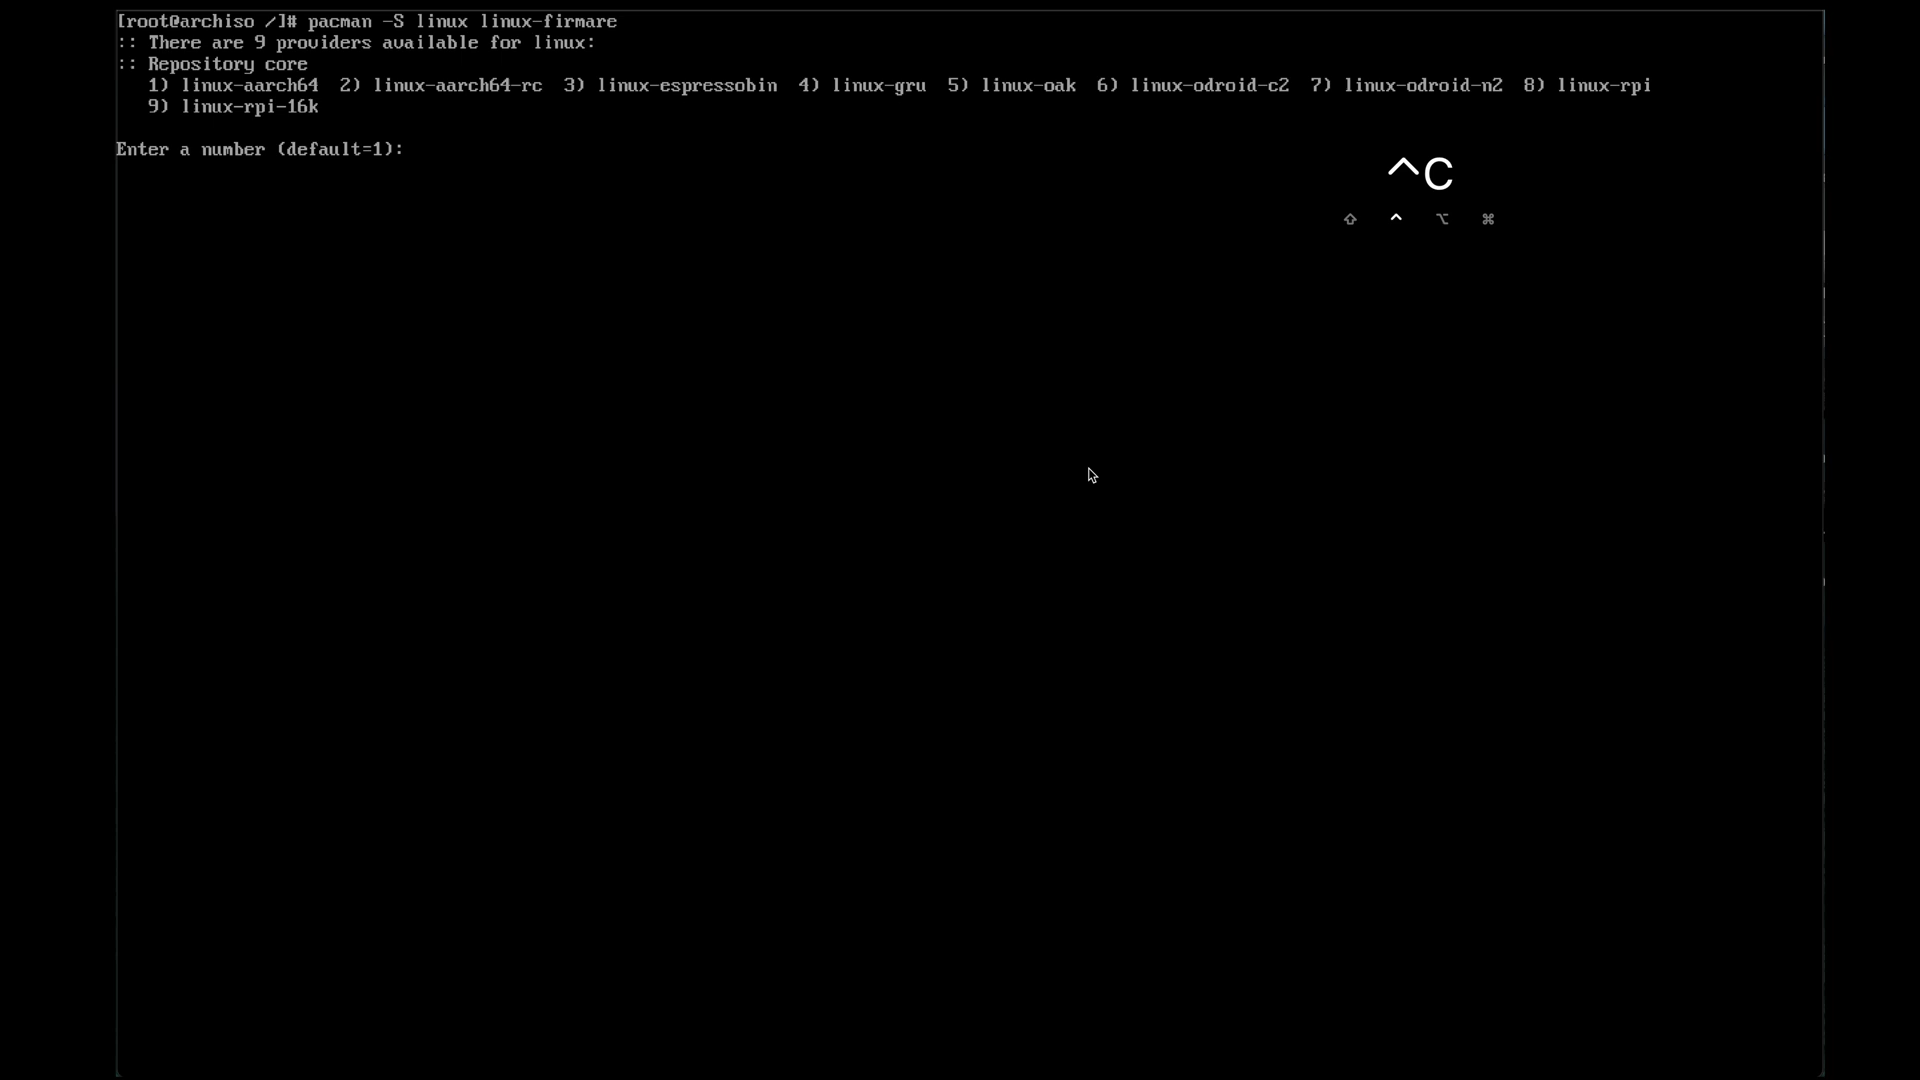 [root@archiso /]# pacman -S linux linux-firmare
:: There are 9 providers available for linux:
:: Repository core
   1) linux-aarch64  2) linux-aarch64-rc  3) linux-espressobin  4) linux-gru  5) linux-oak  6) linux-odroid-c2  7) linux-odroid-n2  8) linux-rpi
   9) linux-rpi-16k
Enter a number (default=1):
^C
⇧ ^ ⌥ ⌘